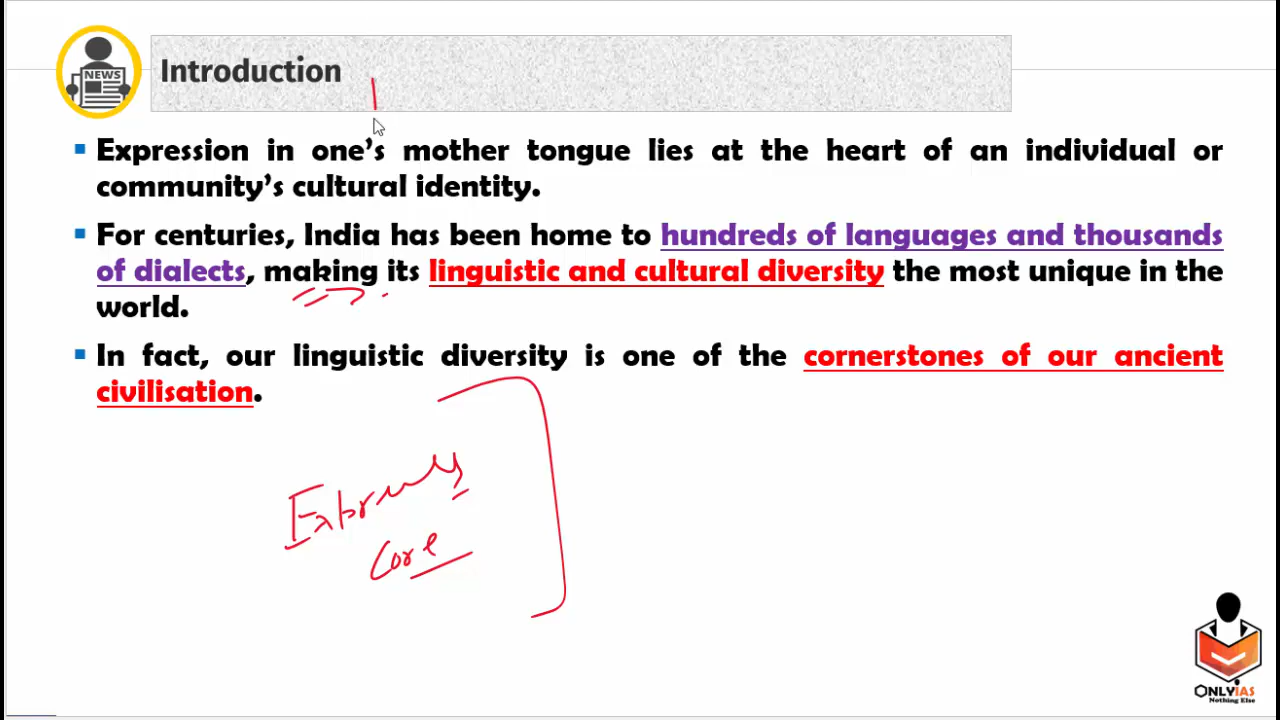 NEWS
Introduction
Expression in one’s mother tongue lies at the heart of an individual or
community’s cultural identity.
For centuries, India has been home to hundreds of languages and thousands
of dialects, making its linguistic and cultural diversity the most unique in the
world.
In fact, our linguistic diversity is one of the cornerstones of our ancient
civilisation.
Core
ONLYIAS
Nothing Else